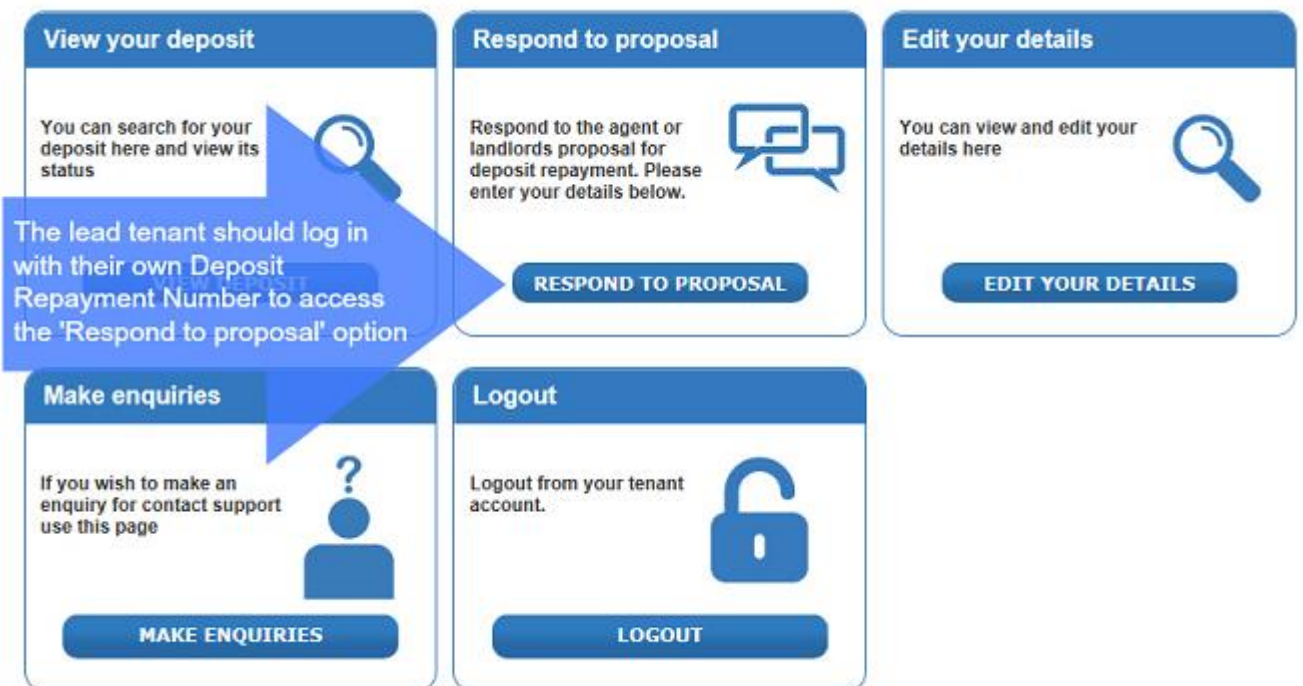 View your deposit
You can search for your
deposit here and view its
status
The lead tenant should log in
with their own Deposit
Repayment Number to access
the 'Respond to proposal' option
VIEW DEPOSIT
Respond to proposal
Respond to the agent or
landlords proposal for
deposit repayment. Please
enter your details below.
RESPOND TO PROPOSAL
Edit your details
You can view and edit your
details here
EDIT YOUR DETAILS
Make enquiries
If you wish to make an
enquiry for contact support
use this page
?
MAKE ENQUIRIES
Logout
Logout from your tenant
account.
LOGOUT